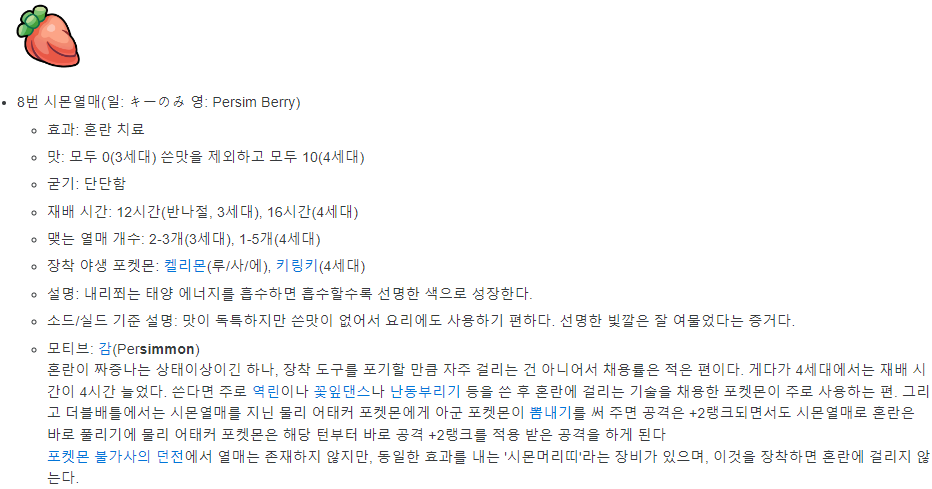 8번 시몬열매(일: キーのみ 영: Persim Berry)
효과: 혼란 치료
맛: 모두 0(3세대) 쓴맛을 제외하고 모두 10(4세대)
굳기: 단단함
재배 시간: 12시간(반나절, 3세대), 16시간(4세대)
맺는 열매 개수: 2-3개(3세대), 1-5개(4세대)
장착 야생 포켓몬: 켈리몬(루/사/에), 키링키(4세대)
설명: 내리쬐는 태양 에너지를 흡수하면 흡수할수록 선명한 색으로 성장한다.
소드/실드 기준 설명: 맛이 독특하지만 쓴맛이 없어서 요리에도 사용하기 편하다. 선명한 빛깔은 잘 여물었다는 증거다.
모티브: 감(Persimmon)
혼란이 짜증나는 상태이상이긴 하나, 장착 도구를 포기할 만큼 자주 걸리는 건 아니어서 채용률은 적은 편이다. 게다가 4세대에서는 재배 시
간이 4시간 늘었다. 쓴다면 주로 역린이나 꽃잎댄스나 난동부리기 등을 쓴 후 혼란에 걸리는 기술을 채용한 포켓몬이 주로 사용하는 편. 그리
고 더블배틀에서는 시몬열매를 지닌 물리 어태커 포켓몬에게 아군 포켓몬이 뽐내기를 써 주면 공격은 +2랭크되면서도 시몬열매로 혼란은
바로 풀리기에 물리 어태커 포켓몬은 해당 턴부터 바로 공격 +2랭크를 적용 받은 공격을 하게 된다
포켓몬 불가사의 던전에서 열매는 존재하지 않지만, 동일한 효과를 내는 '시몬머리띠'라는 장비가 있으며, 이것을 장착하면 혼란에 걸리지 않
는다.